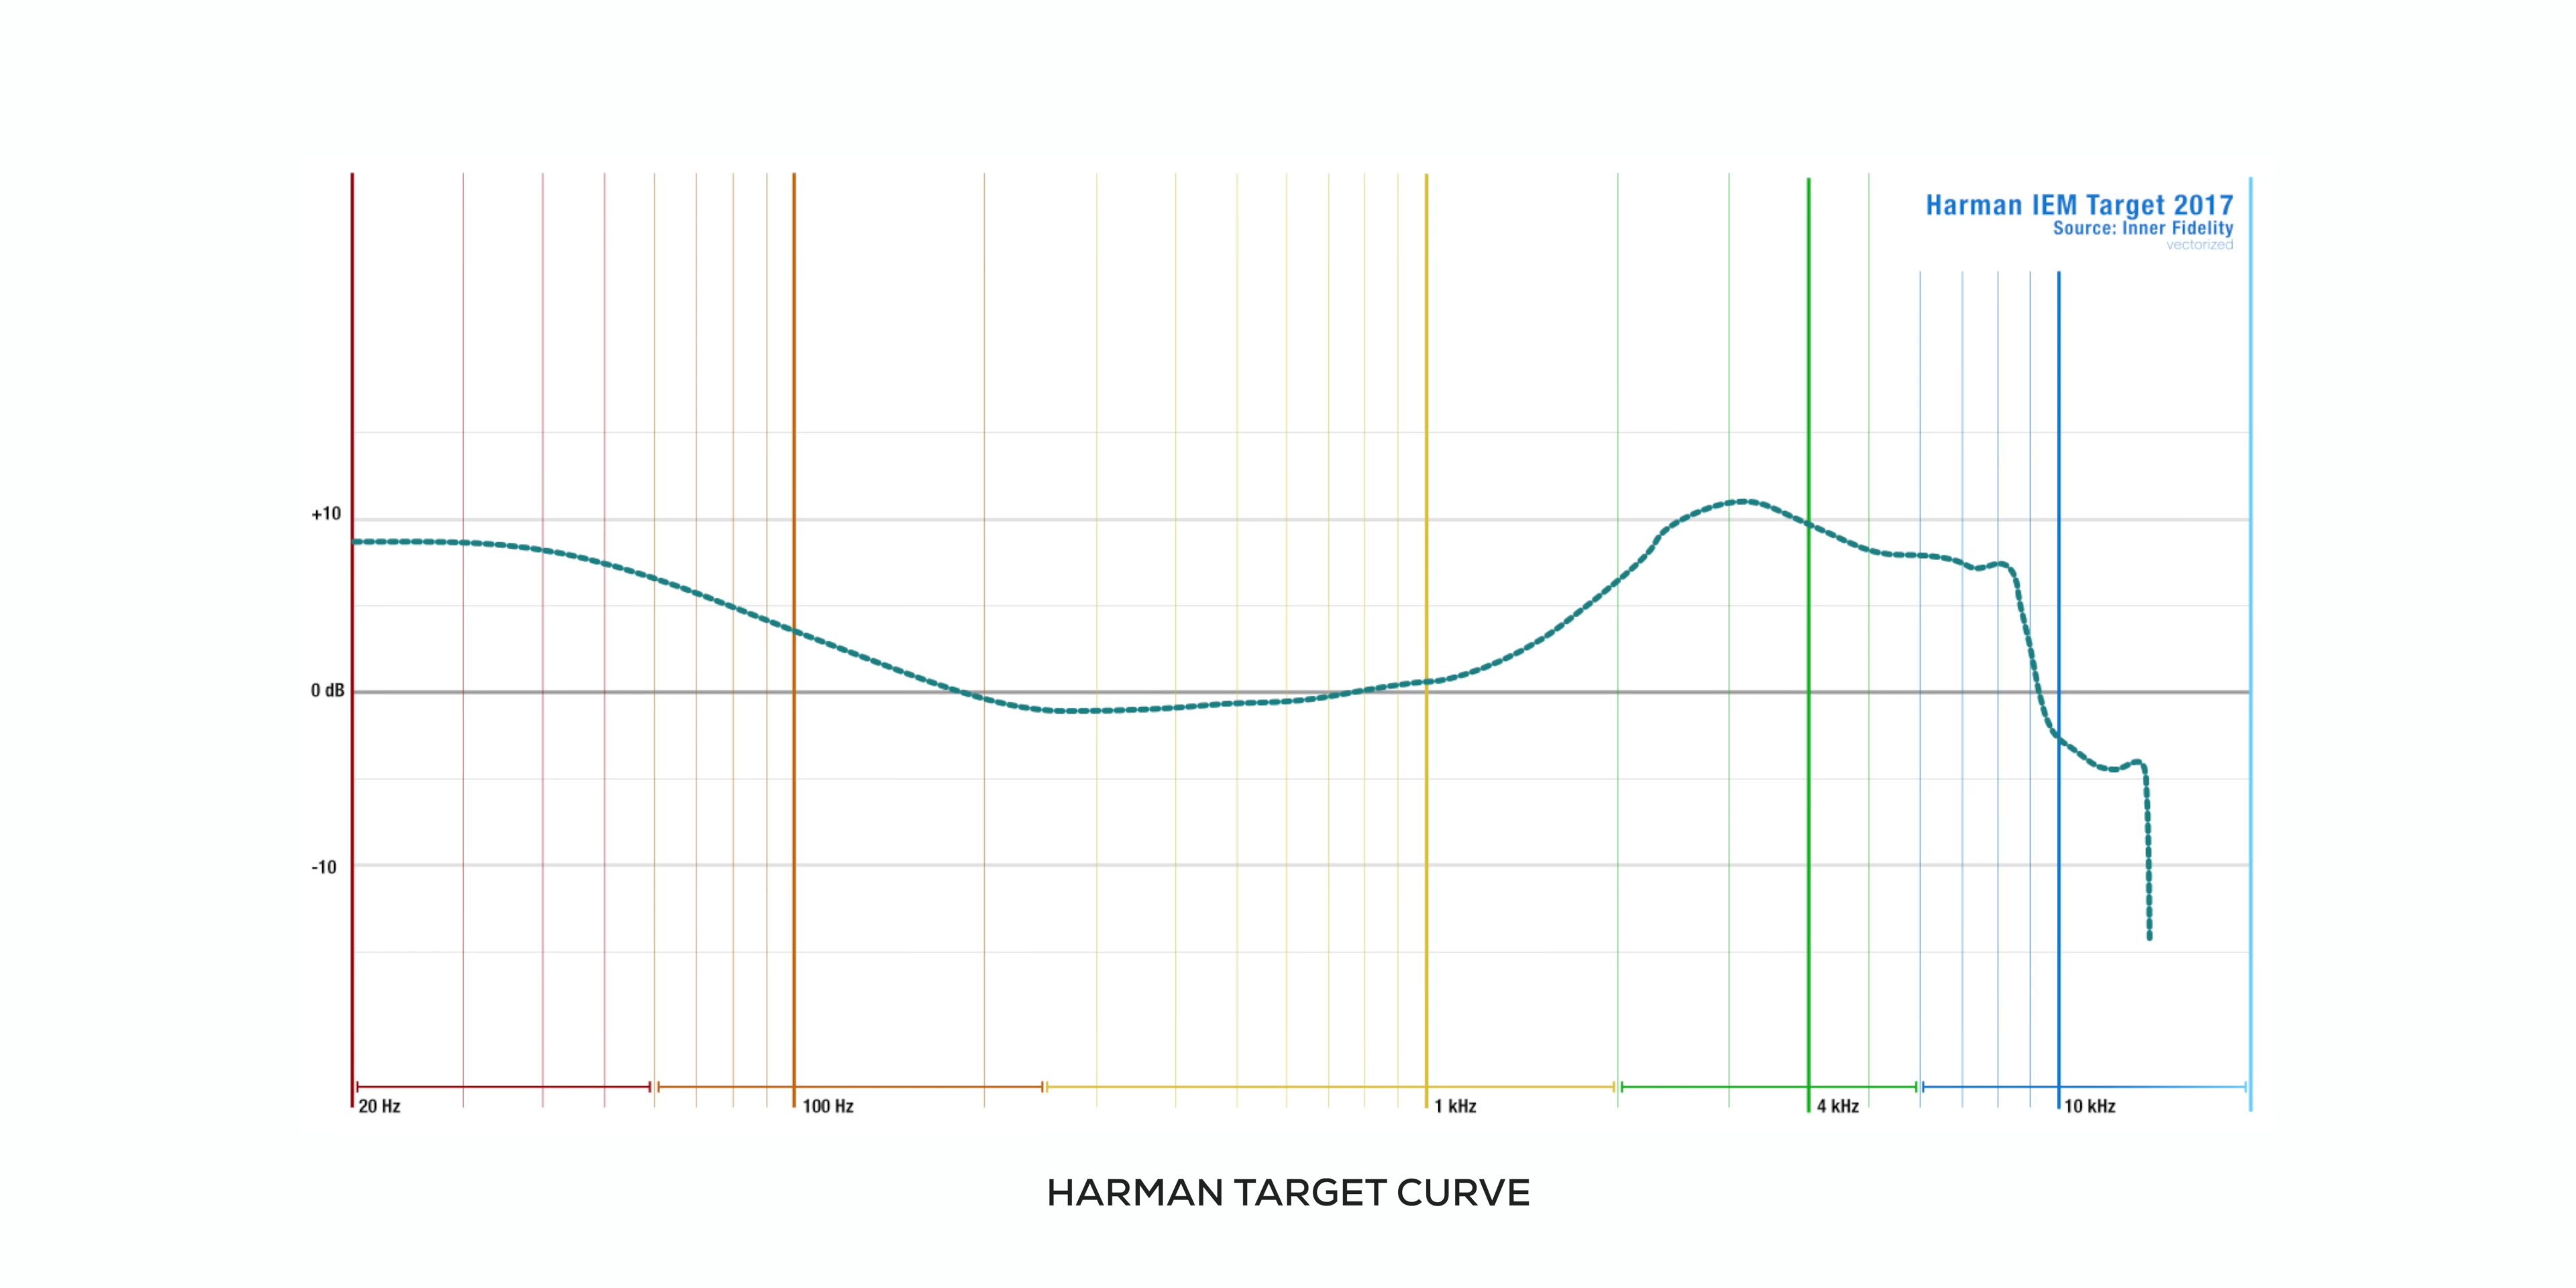 Harman IEM Target 2017
Source: Inner Fidelity
vectorized
+10
0 dB
-10
20 Hz
100 Hz
1 kHz
4 kHz
10 kHz
HARMAN TARGET CURVE